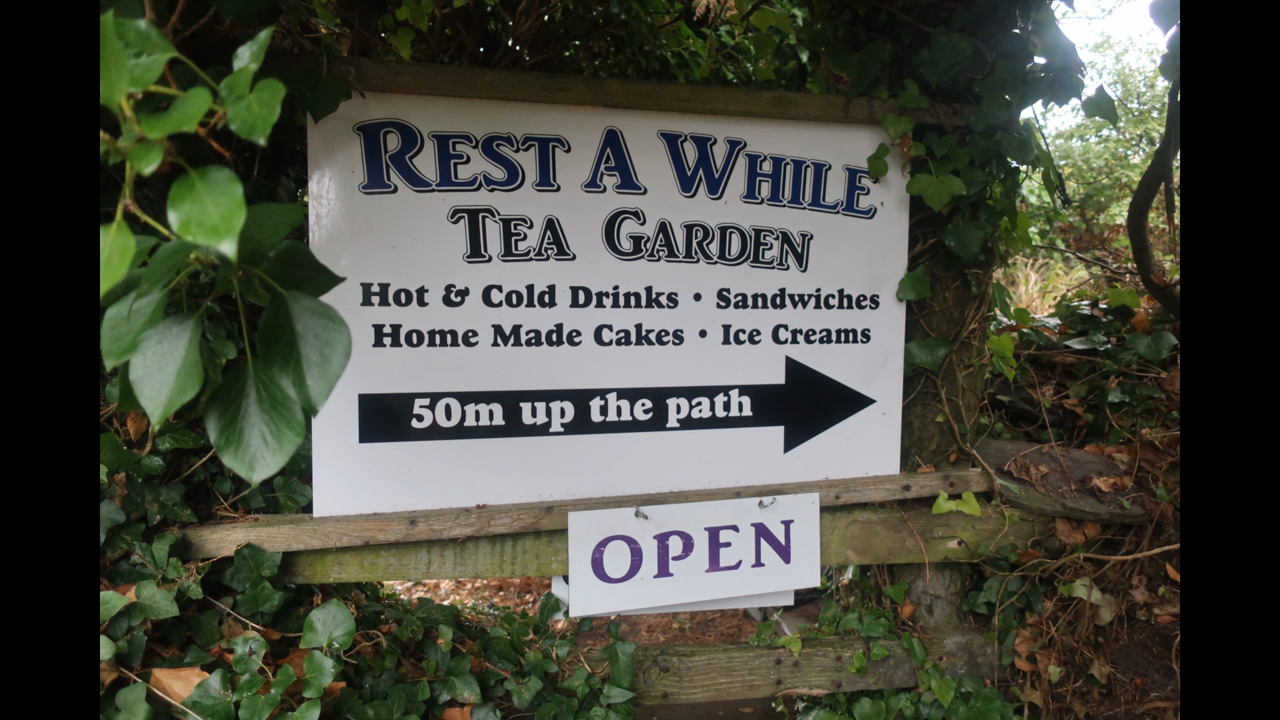 REST A WHILE
TEA GARDEN
Hot & Cold Drinks • Sandwiches
Home Made Cakes • Ice Creams
50m up the path
OPEN